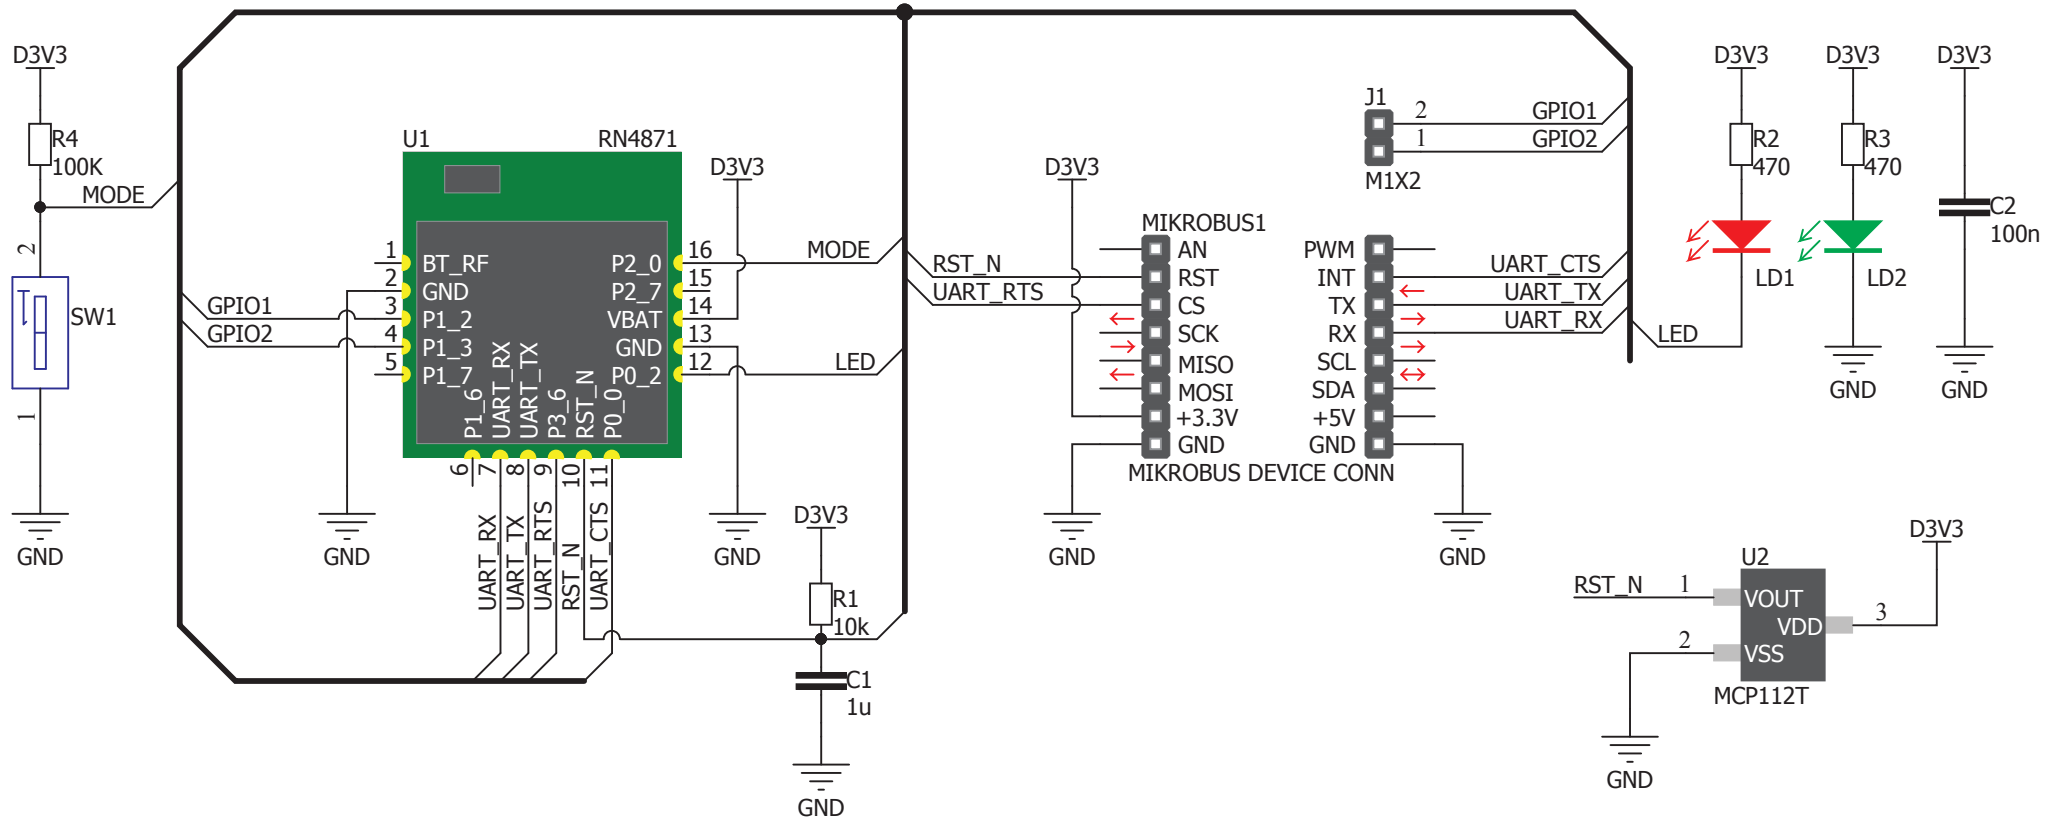 D3V3
R4
100K
MODE
2
SW1
1
GND
U1
RN4871
1
BT_RF
2
GND
GPIO1
3
P1_2
GPIO2
4
P1_3
5
P1_7
P2_0
16
MODE
P2_7
15
VBAT
14
D3V3
GND
13
P0_2
12
LED
P1_6
UART_RX
UART_TX
P3_6
RST_N
P0_0
6
7
8
9
10
11
UART_RX
UART_TX
UART_RTS
RST_N
UART_CTS
GND
GND
D3V3
R1
10k
C1
1u
GND
D3V3
RST_N
UART_RTS
MIKROBUS1
AN
RST
CS
SCK
MISO
MOSI
+3.3V
GND
PWM
INT
TX
RX
SCL
SDA
+5V
GND
MIKROBUS DEVICE CONN
UART_CTS
UART_TX
UART_RX
GND
GND
J1
2
GPIO1
1
GPIO2
M1X2
D3V3
R2
470
LD1
LED
D3V3
R3
470
LD2
GND
D3V3
C2
100n
GND
D3V3
U2
RST_N
1
VOUT
VDD
3
2
VSS
MCP112T
GND